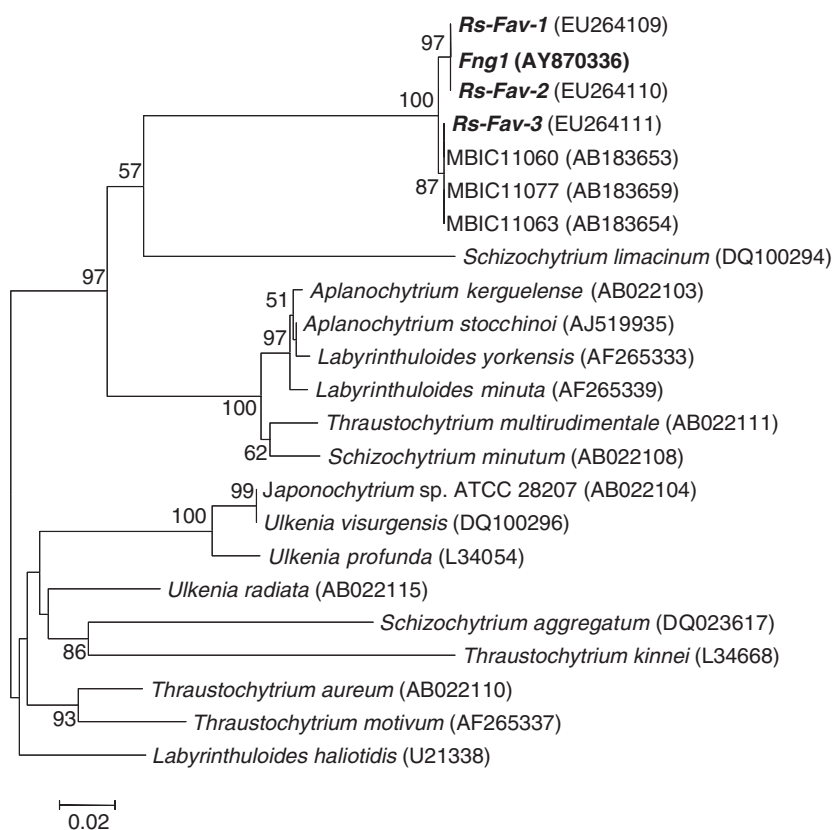 Rs-Fav-1 (EU264109)
97
Fng1 (AY870336)
Rs-Fav-2 (EU264110)
100
Rs-Fav-3 (EU264111)
MBIC11060 (AB183653)
57
87
MBIC11077 (AB183659)
MBIC11063 (AB183654)
Schizochytrium limacinum (DQ100294)
97
Aplanochytrium kerguelense (AB022103)
51
Aplanochytrium stocchinoi (AJ519935)
97
Labyrinthuloides yorkensis (AF265333)
Labyrinthuloides minuta (AF265339)
100
Thraustochytrium multirudimentale (AB022111)
62
Schizochytrium minutum (AB022108)
99
Japonochytrium sp. ATCC 28207 (AB022104)
100
Ulkenia visurgensis (DQ100296)
Ulkenia profunda (L34054)
Ulkenia radiata (AB022115)
Schizochytrium aggregatum (DQ023617)
86
Thraustochytrium kinnei (L34668)
Thraustochytrium aureum (AB022110)
93
Thraustochytrium motivum (AF265337)
Labyrinthuloides haliotidis (U21338)
0.02